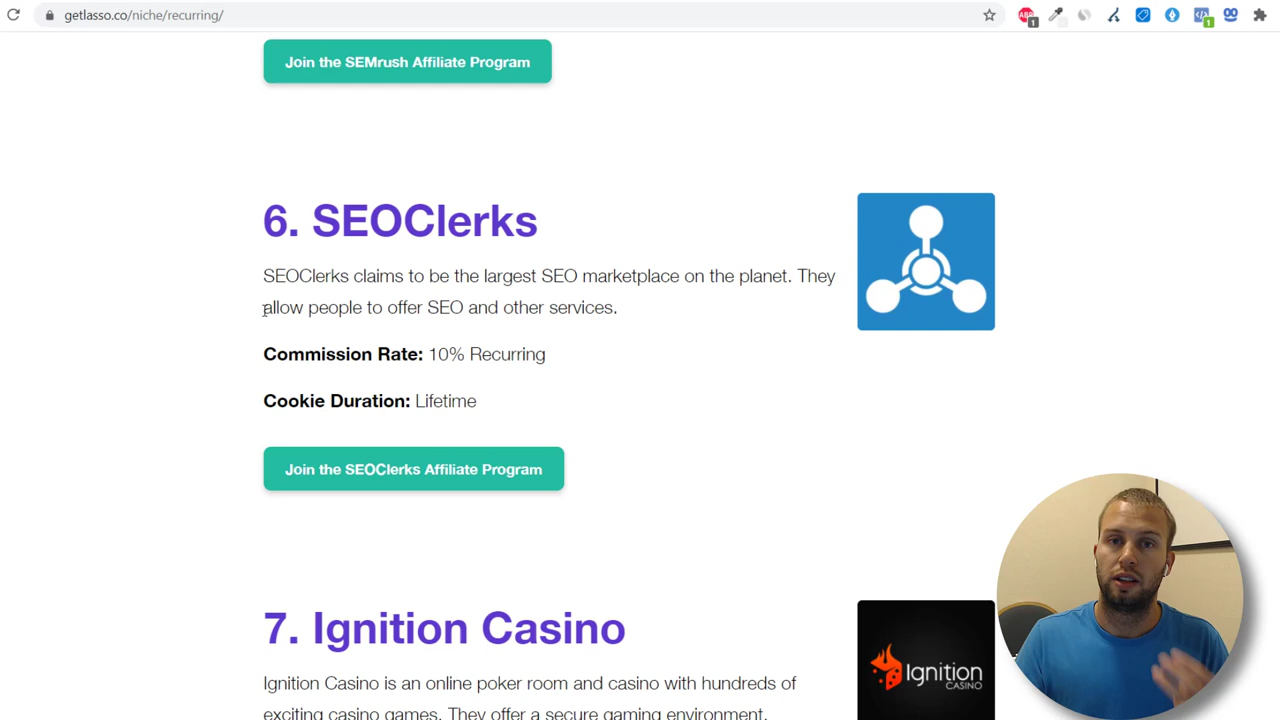 getlasso.co/niche/recurring/
ABP
1
1
Join the SEMrush Affiliate Program
6. SEOClerks
SEOClerks claims to be the largest SEO marketplace on the planet. They
allow people to offer SEO and other services.
Commission Rate: 10% Recurring
Cookie Duration: Lifetime
Join the SEOClerks Affiliate Program
7. Ignition Casino
Ignition
CASINO
Ignition Casino is an online poker room and casino with hundreds of
exciting casino games. They offer a secure gaming environment,